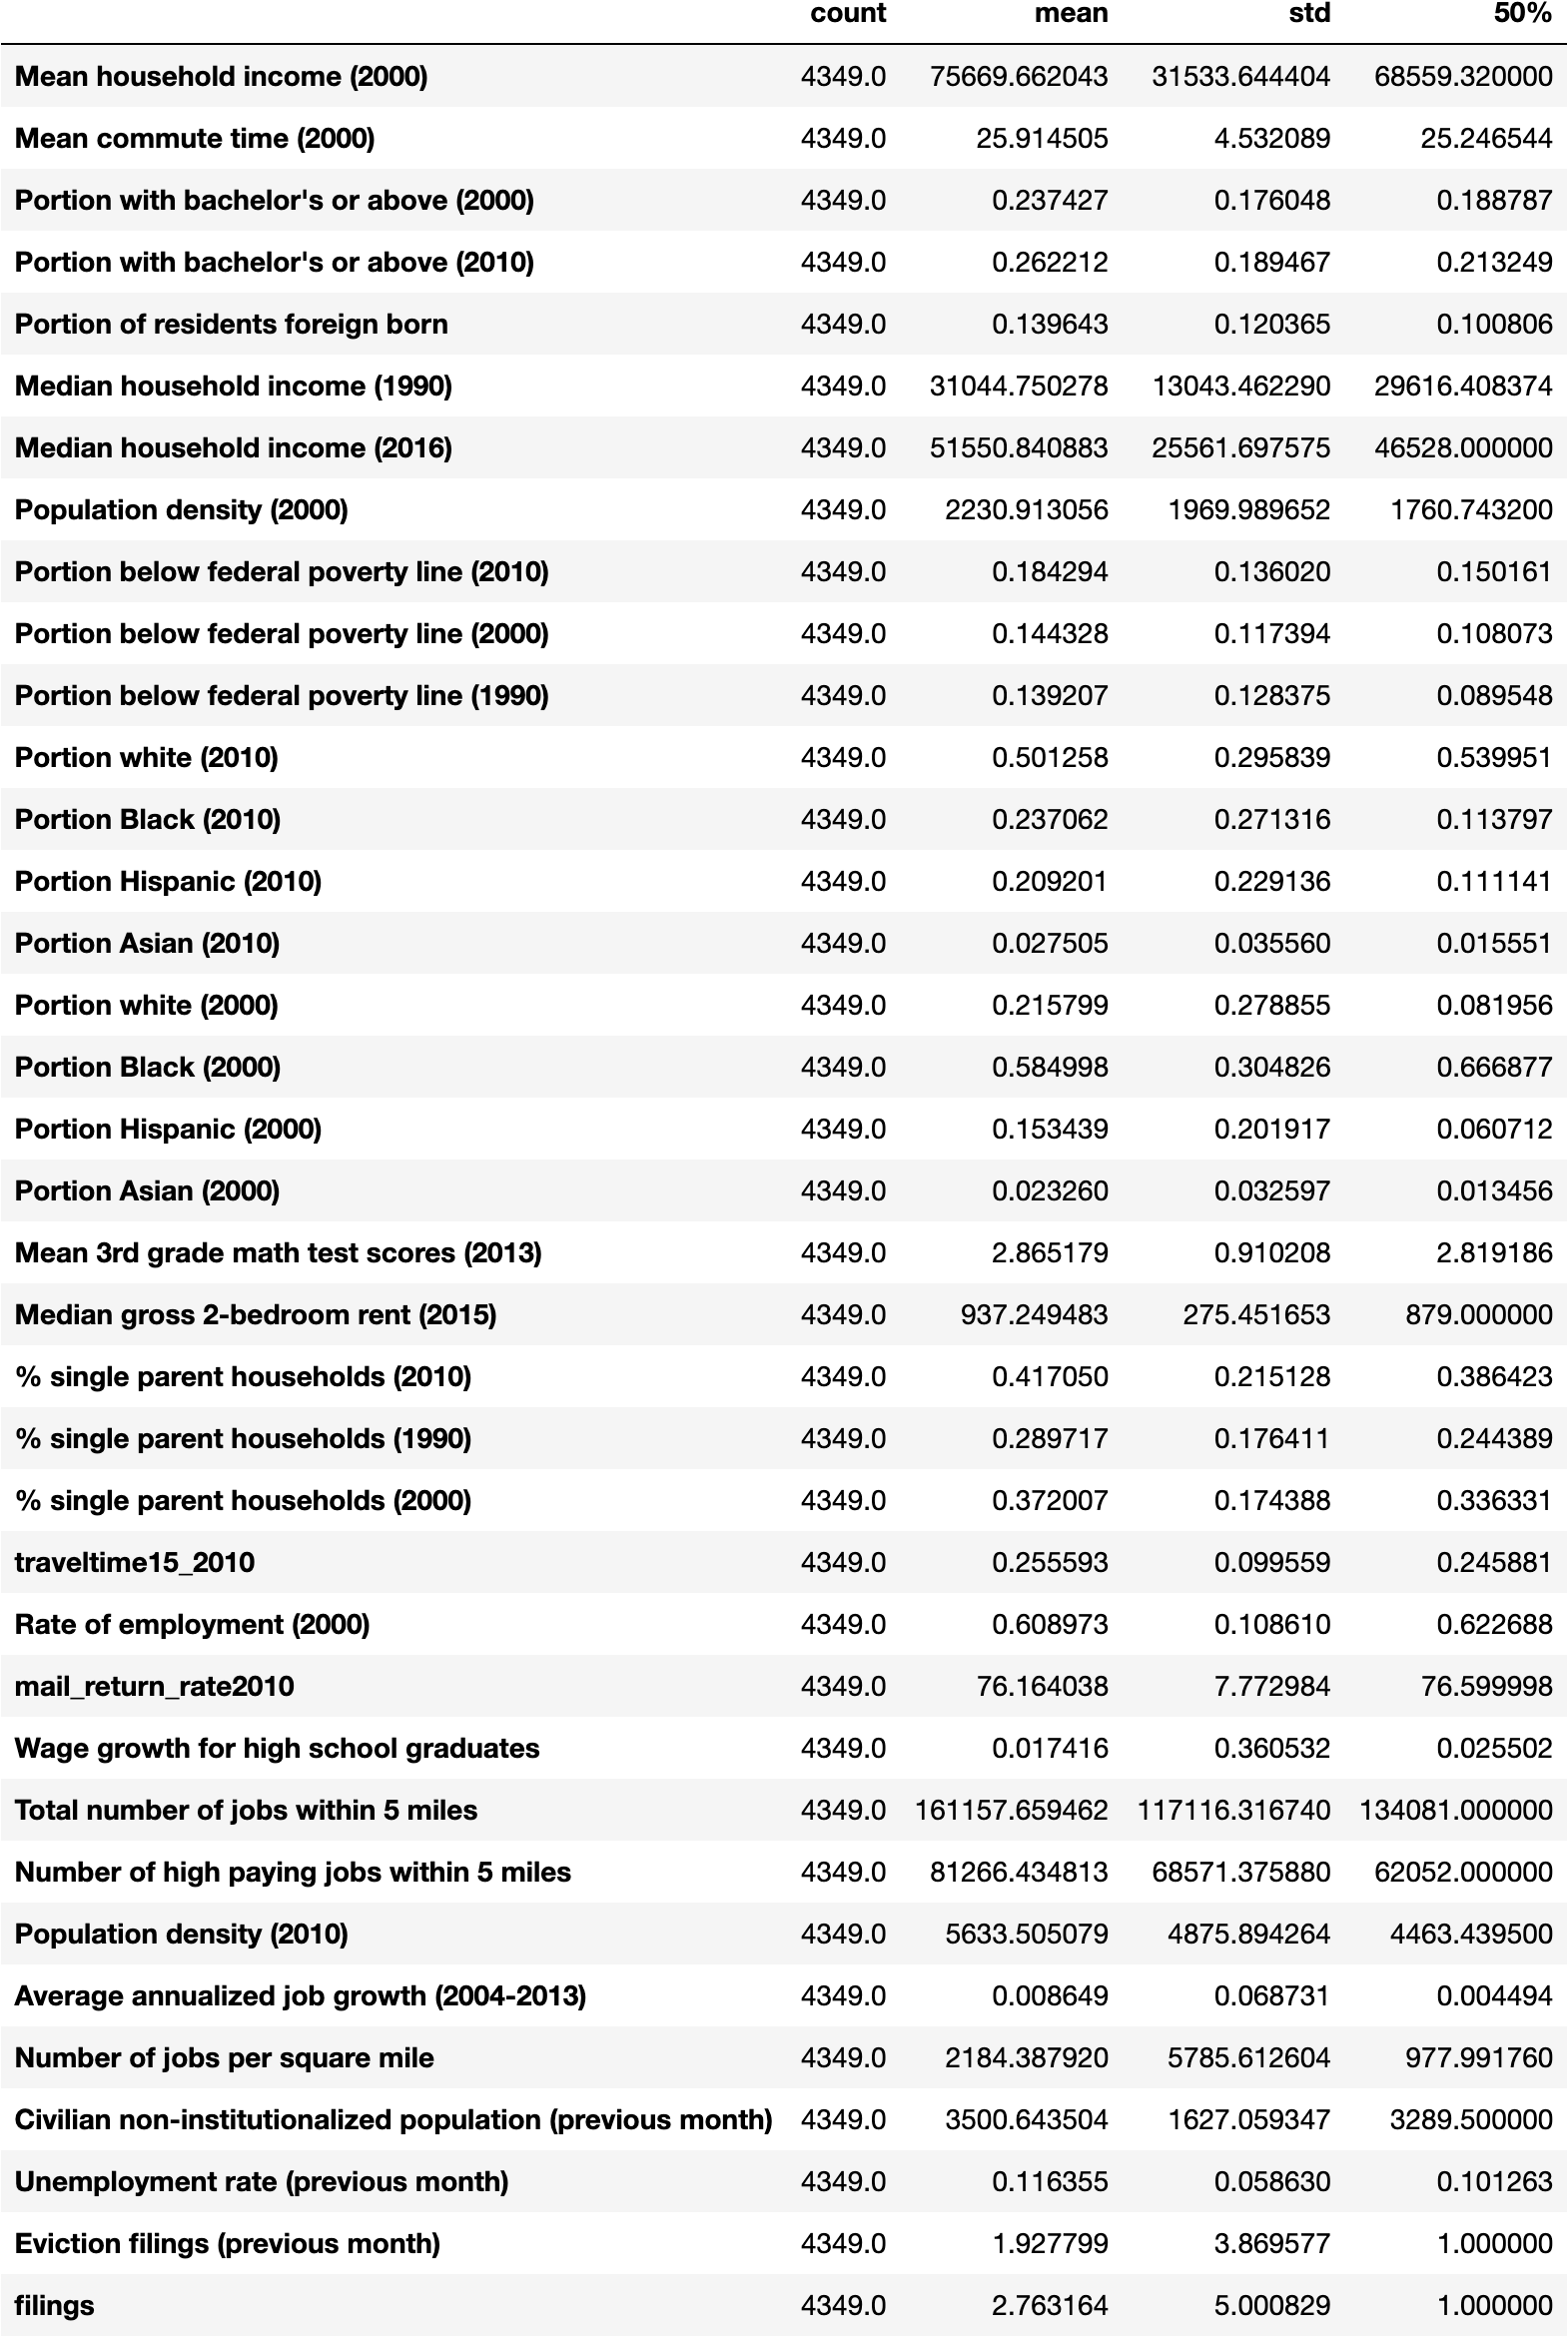 count mean std 50%
Mean household income (2000) 4349.0 75669.662043 31533.644404 68559.320000
Mean commute time (2000) 4349.0 25.914505 4.532089 25.246544
Portion with bachelor's or above (2000) 4349.0 0.237427 0.176048 0.188787
Portion with bachelor's or above (2010) 4349.0 0.262212 0.189467 0.213249
Portion of residents foreign born 4349.0 0.139643 0.120365 0.100806
Median household income (1990) 4349.0 31044.750278 13043.462290 29616.408374
Median household income (2016) 4349.0 51550.840883 25561.697575 46528.000000
Population density (2000) 4349.0 2230.913056 1969.989652 1760.743200
Portion below federal poverty line (2010) 4349.0 0.184294 0.136020 0.150161
Portion below federal poverty line (2000) 4349.0 0.144328 0.117394 0.108073
Portion below federal poverty line (1990) 4349.0 0.139207 0.128375 0.089548
Portion white (2010) 4349.0 0.501258 0.295839 0.539951
Portion Black (2010) 4349.0 0.237062 0.271316 0.113797
Portion Hispanic (2010) 4349.0 0.209201 0.229136 0.111141
Portion Asian (2010) 4349.0 0.027505 0.035560 0.015551
Portion white (2000) 4349.0 0.215799 0.278855 0.081956
Portion Black (2000) 4349.0 0.584998 0.304826 0.666877
Portion Hispanic (2000) 4349.0 0.153439 0.201917 0.060712
Portion Asian (2000) 4349.0 0.023260 0.032597 0.013456
Mean 3rd grade math test scores (2013) 4349.0 2.865179 0.910208 2.819186
Median gross 2-bedroom rent (2015) 4349.0 937.249483 275.451653 879.000000
% single parent households (2010) 4349.0 0.417050 0.215128 0.386423
% single parent households (1990) 4349.0 0.289717 0.176411 0.244389
% single parent households (2000) 4349.0 0.372007 0.174388 0.336331
traveltime15_2010 4349.0 0.255593 0.099559 0.245881
Rate of employment (2000) 4349.0 0.608973 0.108610 0.622688
mail_return_rate2010 4349.0 76.164038 7.772984 76.599998
Wage growth for high school graduates 4349.0 0.017416 0.360532 0.025502
Total number of jobs within 5 miles 4349.0 161157.659462 117116.316740 134081.000000
Number of high paying jobs within 5 miles 4349.0 81266.434813 68571.375880 62052.000000
Population density (2010) 4349.0 5633.505079 4875.894264 4463.439500
Average annualized job growth (2004-2013) 4349.0 0.008649 0.068731 0.004494
Number of jobs per square mile 4349.0 2184.387920 5785.612604 977.991760
Civilian non-institutionalized population (previous month) 4349.0 3500.643504 1627.059347 3289.500000
Unemployment rate (previous month) 4349.0 0.116355 0.058630 0.101263
Eviction filings (previous month) 4349.0 1.927799 3.869577 1.000000
filings 4349.0 2.763164 5.000829 1.000000